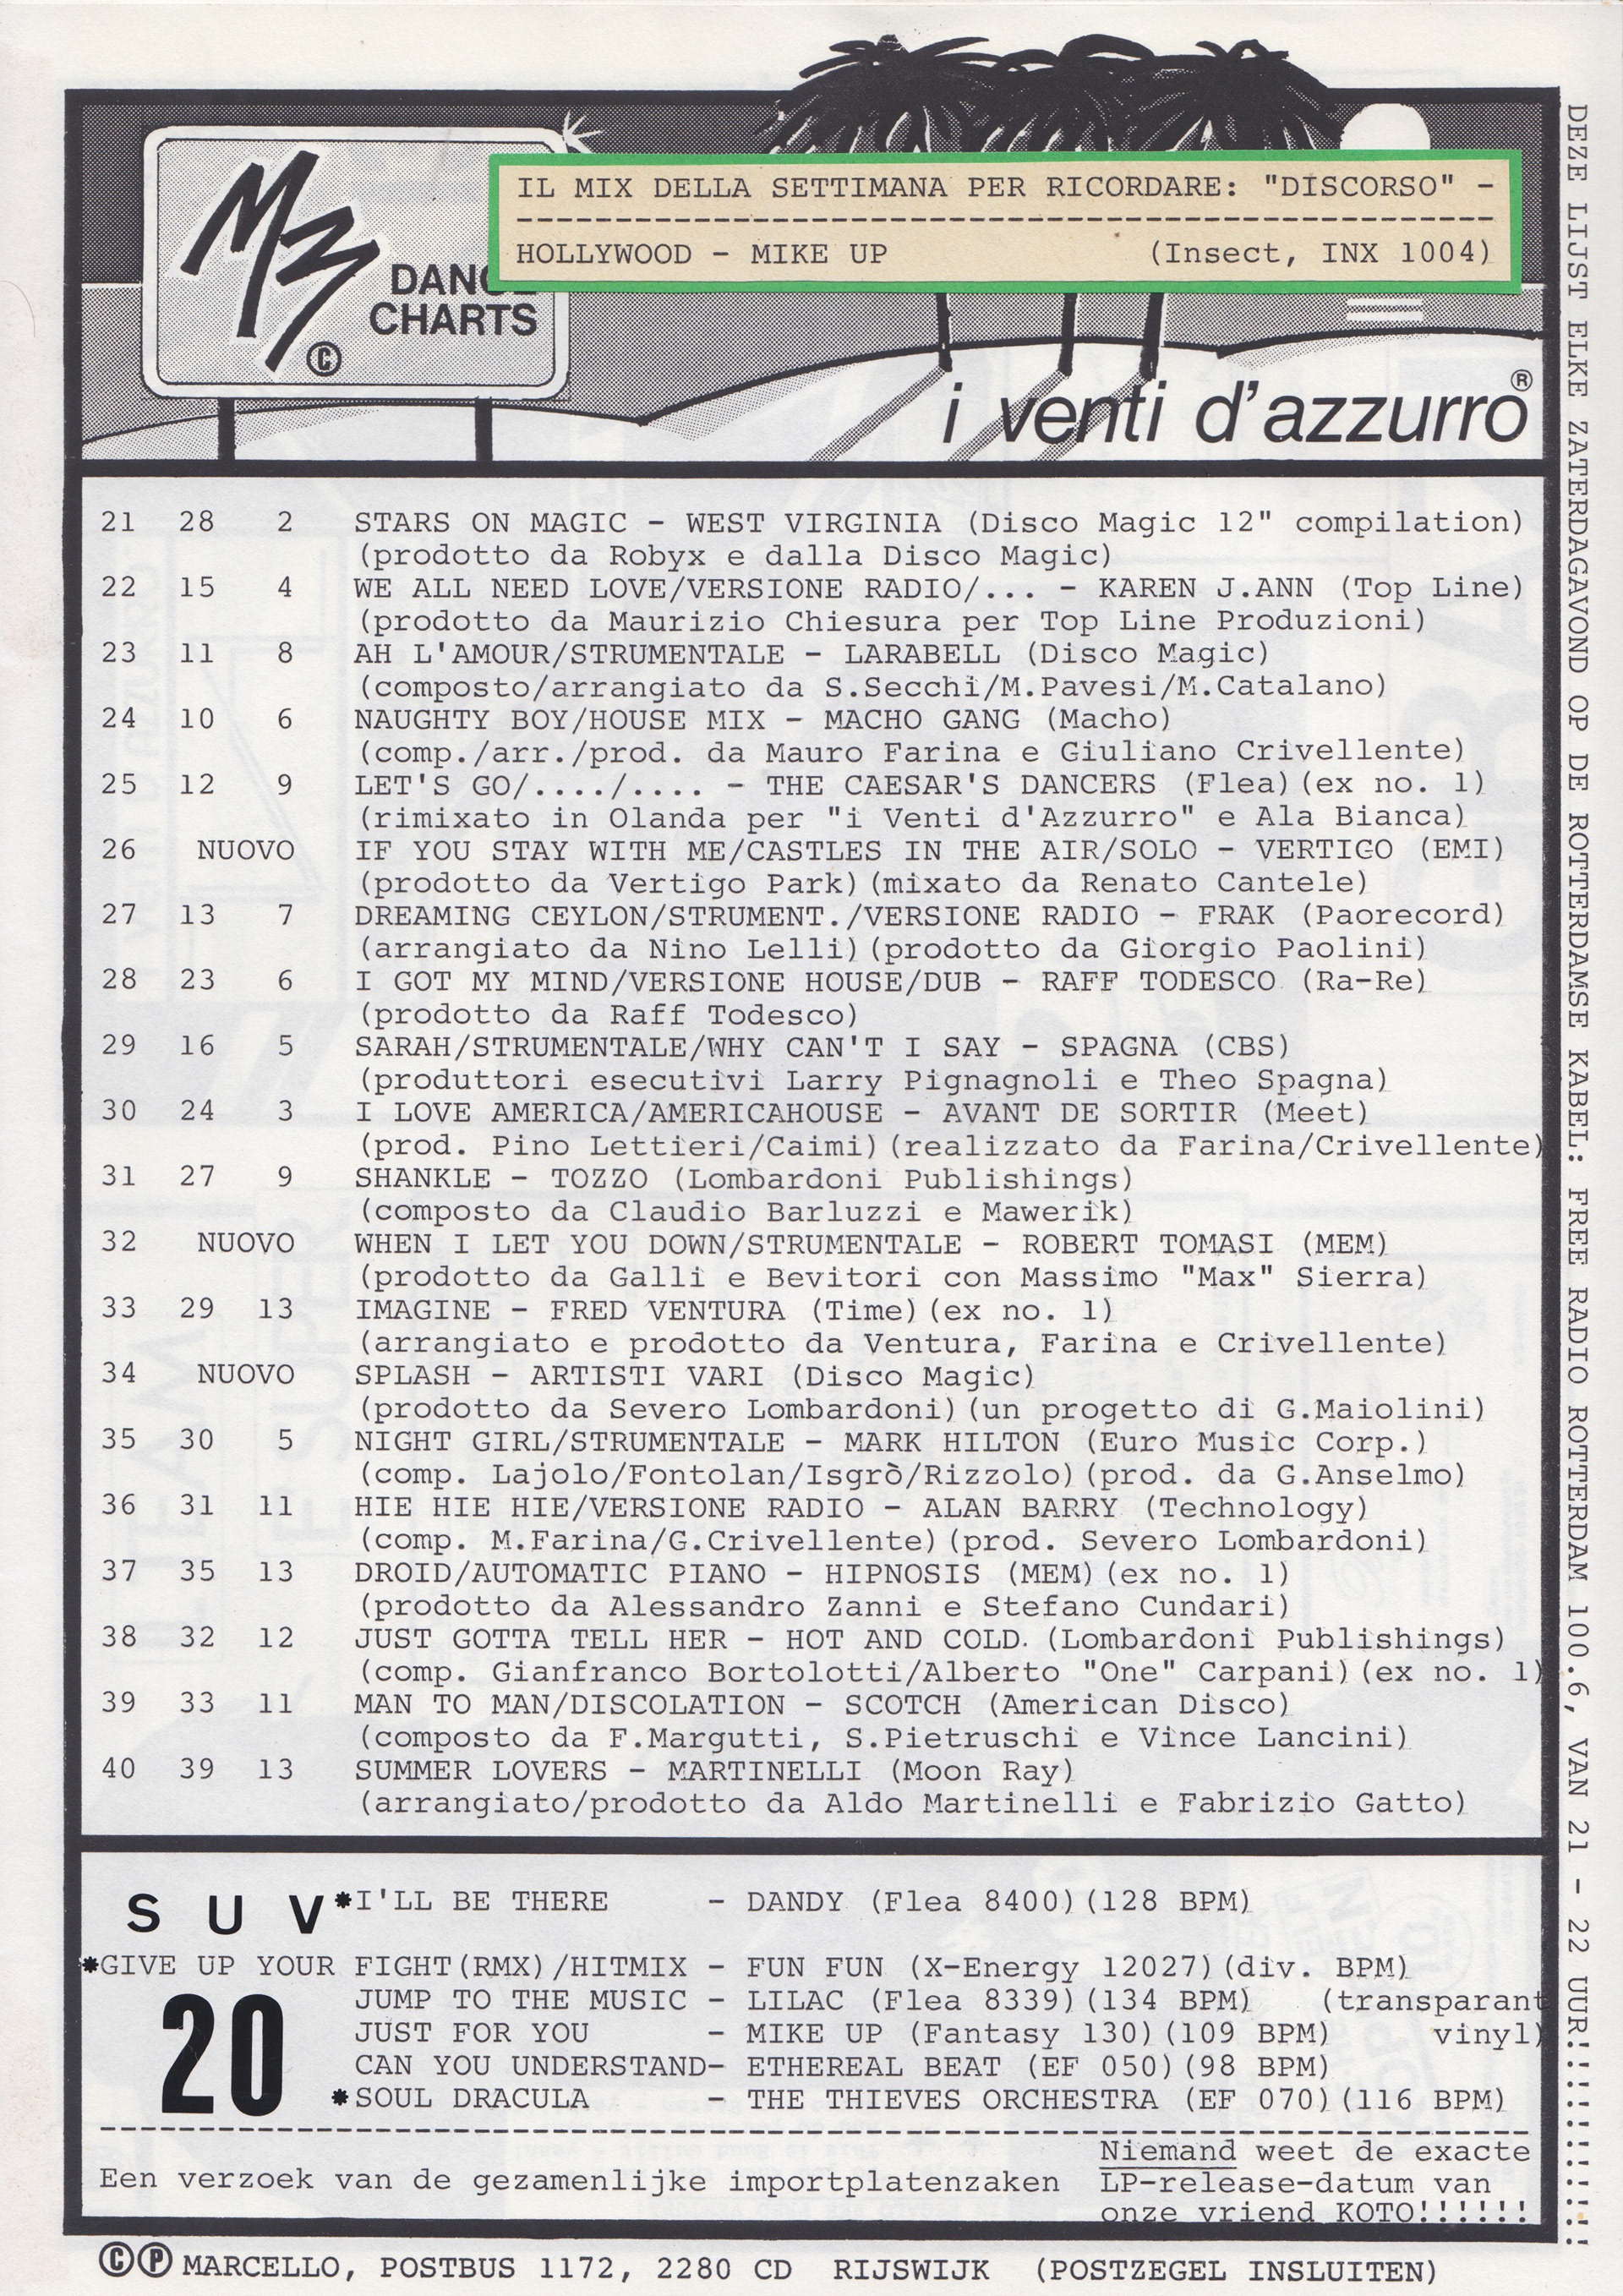 IL MIX DELLA SETTIMANA PER RICORDARE: "DISCORSO" -
HOLLYWOOD - MIKE UP (Insect, INX 1004)
M3
DANCE
CHARTS
©
i venti d'azzurro®
21 28 2 STARS ON MAGIC - WEST VIRGINIA (Disco Magic 12" compilation)
(prodotto da Robyx e dalla Disco Magic)
22 15 4 WE ALL NEED LOVE/VERSIONE RADIO/... - KAREN J.ANN (Top Line)
(prodotto da Maurizio Chiesura per Top Line Produzioni)
23 11 8 AH L'AMOUR/STRUMENTALE - LARABELL (Disco Magic)
(composto/arrangiato da S.Secchi/M.Pavesi/M.Catalano)
24 10 6 NAUGHTY BOY/HOUSE MIX - MACHO GANG (Macho)
(comp./arr./prod. da Mauro Farina e Giuliano Crivellente)
25 12 9 LET'S GO/..../.... - THE CAESAR'S DANCERS (Flea)(ex no. 1)
(rimixato in Olanda per "i Venti d'Azzurro" e Ala Bianca)
26 NUOVO IF YOU STAY WITH ME/CASTLES IN THE AIR/SOLO - VERTIGO (EMI)
(prodotto da Vertigo Park)(mixato da Renato Cantele)
27 13 7 DREAMING CEYLON/STRUMENT./VERSIONE RADIO - FRAK (Paorecord)
(arrangiato da Nino Lelli)(prodotto da Giorgio Paolini)
28 23 6 I GOT MY MIND/VERSIONE HOUSE/DUB - RAFF TODESCO (Ra-Re)
(prodotto da Raff Todesco)
29 16 5 SARAH/STRUMENTALE/WHY CAN'T I SAY - SPAGNA (CBS)
(produttori esecutivi Larry Pignagnoli e Theo Spagna)
30 24 3 I LOVE AMERICA/AMERICAHOUSE - AVANT DE SORTIR (Meet)
(prod. Pino Lettieri/Caimi)(realizzato da Farina/Crivellente)
31 27 9 SHANKLE - TOZZO (Lombardoni Publishings)
(composto da Claudio Barluzzi e Mawerik)
32 NUOVO WHEN I LET YOU DOWN/STRUMENTALE - ROBERT TOMASI (MEM)
(prodotto da Galli e Bevitori con Massimo "Max" Sierra)
33 29 13 IMAGINE - FRED VENTURA (Time)(ex no. 1)
(arrangiato e prodotto da Ventura, Farina e Crivellente)
34 NUOVO SPLASH - ARTISTI VARI (Disco Magic)
(prodotto da Severo Lombardoni)(un progetto di G.Maiolini)
35 30 5 NIGHT GIRL/STRUMENTALE - MARK HILTON (Euro Music Corp.)
(comp. Lajolo/Fontolan/Isgrò/Rizzolo)(prod. da G.Anselmo)
36 31 11 HIE HIE HIE/VERSIONE RADIO - ALAN BARRY (Technology)
(comp. M.Farina/G.Crivellente)(prod. Severo Lombardoni)
37 35 13 DROID/AUTOMATIC PIANO - HIPNOSIS (MEM)(ex no. 1)
(prodotto da Alessandro Zanni e Stefano Cundari)
38 32 12 JUST GOTTA TELL HER - HOT AND COLD (Lombardoni Publishings)
(comp. Gianfranco Bortolotti/Alberto "One" Carpani)(ex no. 1)
39 33 11 MAN TO MAN/DISCOLATION - SCOTCH (American Disco)
(composto da F.Margutti, S.Pietruschi e Vince Lancini)
40 39 13 SUMMER LOVERS - MARTINELLI (Moon Ray)
(arrangiato/prodotto da Aldo Martinelli e Fabrizio Gatto)
S U V *I'LL BE THERE - DANDY (Flea 8400)(128 BPM)
*GIVE UP YOUR FIGHT(RMX)/HITMIX - FUN FUN (X-Energy 12027)(div. BPM)
20
JUMP TO THE MUSIC - LILAC (Flea 8339)(134 BPM) (transparant
JUST FOR YOU - MIKE UP (Fantasy 130)(109 BPM) vinyl)
CAN YOU UNDERSTAND- ETHEREAL BEAT (EF 050)(98 BPM)
*SOUL DRACULA - THE THIEVES ORCHESTRA (EF 070)(116 BPM)
Een verzoek van de gezamenlijke importplatenzaken
Niemand weet de exacte
LP-release-datum van
onze vriend KOTO!!!!!!
©Ⓟ MARCELLO, POSTBUS 1172, 2280 CD RIJSWIJK (POSTZEGEL INSLUITEN)
DEZE LIJST ELKE ZATERDAGAVOND OP DE ROTTERDAMSE KABEL: FREE RADIO ROTTERDAM 100.6, VAN 21 - 22 UUR!!!!!!!!!!!!